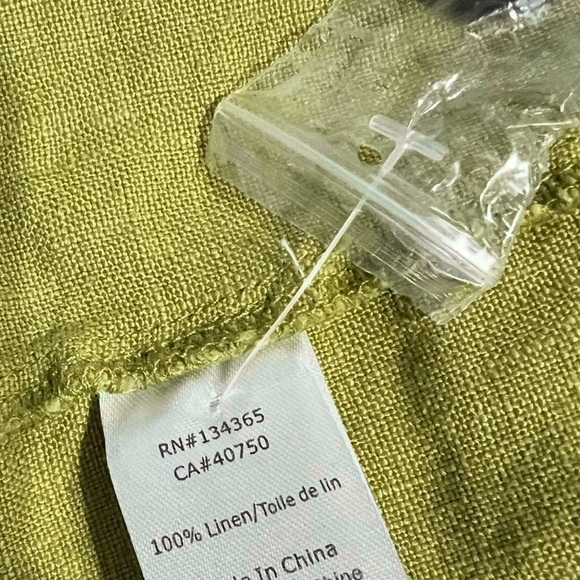 RN#134365
CA#40750
100% Linen/Toile de lin
In China